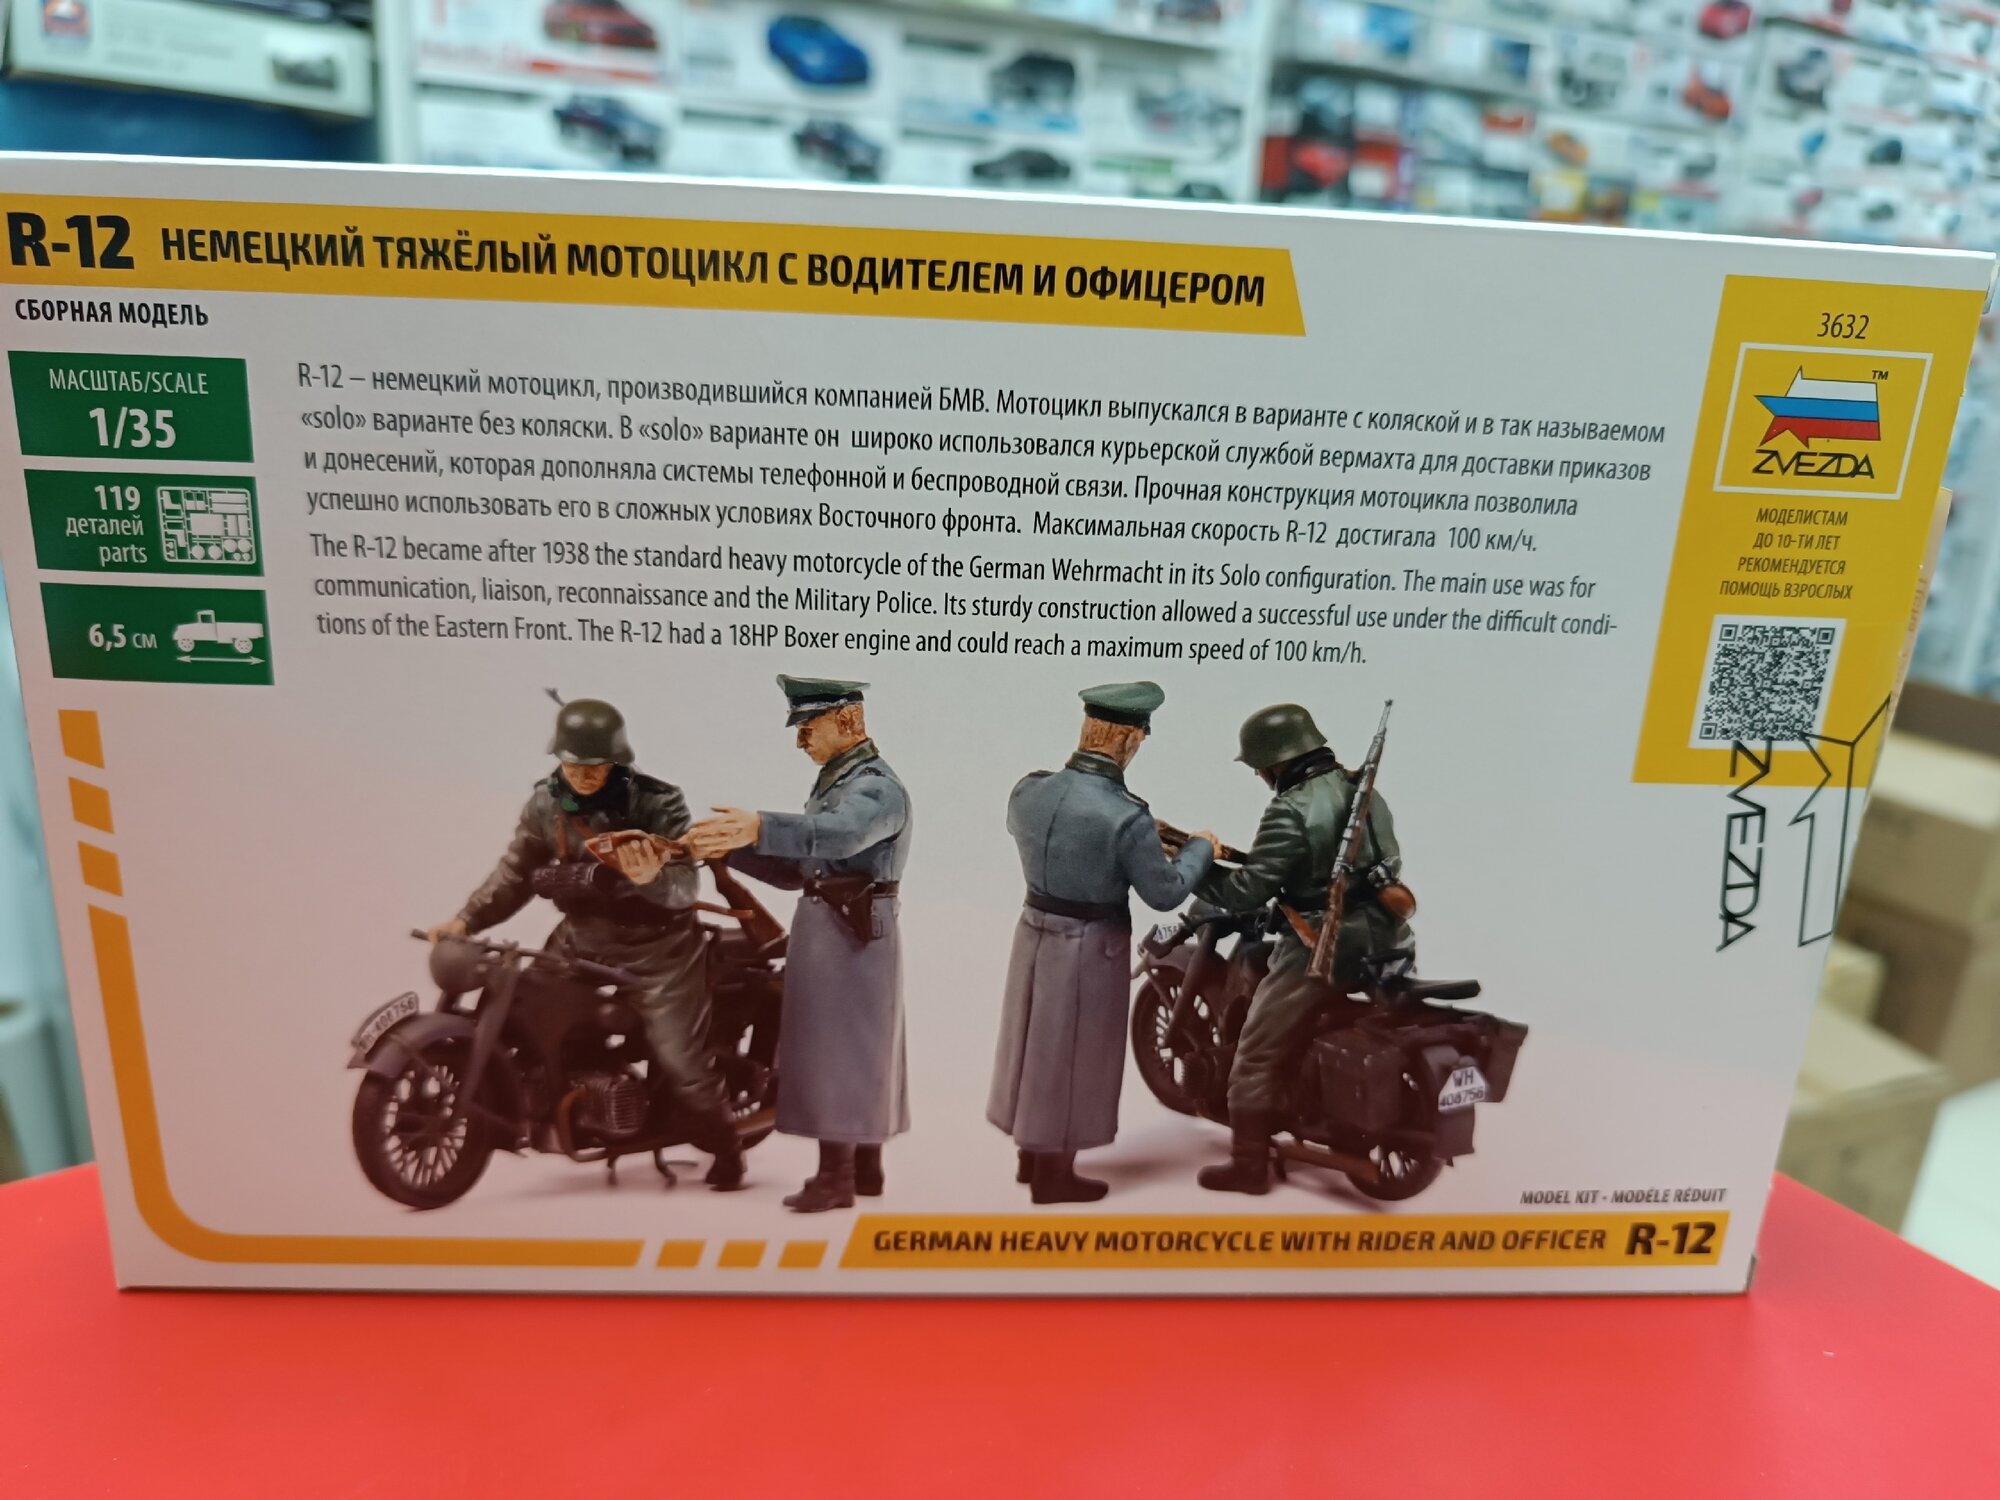 R-12 НЕМЕЦКИЙ ТЯЖЁЛЫЙ МОТОЦИКЛ С ВОДИТЕЛЕМ И ОФИЦЕРОМ
СБОРНАЯ МОДЕЛЬ
МАСШТАБ/SCALE
1/35
119
деталей
parts
6,5 см
R-12 – немецкий мотоцикл, производившийся компанией БМВ. Мотоцикл выпускался в варианте с коляской и в так называемом
«solo» варианте без коляски. В «solo» варианте он широко использовался курьерской службой вермахта для доставки приказов
и донесений, которая дополняла системы телефонной и беспроводной связи. Прочная конструкция мотоцикла позволила
успешно использовать его в сложных условиях Восточного фронта. Максимальная скорость R-12 достигала 100 км/ч.
The R-12 became after 1938 the standard heavy motorcycle of the German Wehrmacht in its Solo configuration. The main use was for
communication, liaison, reconnaissance and the Military Police. Its sturdy construction allowed a successful use under the difficult condi-
tions of the Eastern Front. The R-12 had a 18HP Boxer engine and could reach a maximum speed of 100 km/h.
3632
TM
ZVEZDA
МОДЕЛИСТАМ
ДО 10-ТИ ЛЕТ
РЕКОМЕНДУЕТСЯ
ПОМОЩЬ ВЗРОСЛЫХ
ZVEZDA
408756
WH
408756
MODEL KIT - MODÉLE RÉDUIT
GERMAN HEAVY MOTORCYCLE WITH RIDER AND OFFICER R-12